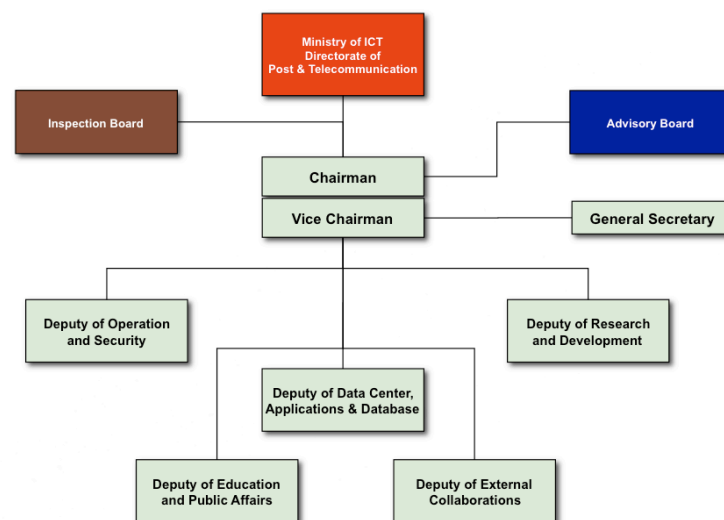 Ministry of ICT
Directorate of
Post & Telecommunication
Inspection Board
Advisory Board
Chairman
Vice Chairman
General Secretary
Deputy of Operation
and Security
Deputy of Research
and Development
Deputy of Data Center,
Applications & Database
Deputy of Education
and Public Affairs
Deputy of External
Collaborations